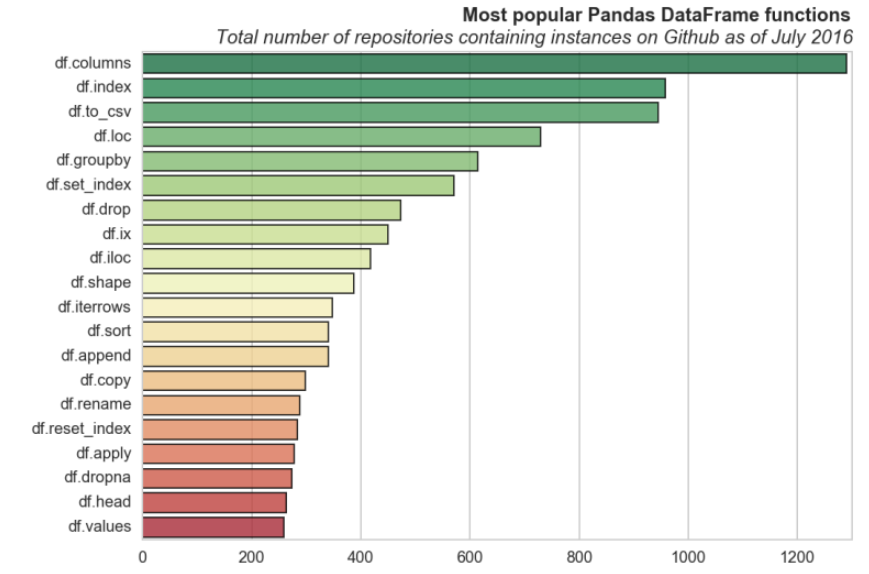 Most popular Pandas DataFrame functions
Total number of repositories containing instances on Github as of July 2016
df.columns
df.index
df.to_csv
df.loc
df.groupby
df.set_index
df.drop
df.ix
df.iloc
df.shape
df.iterrows
df.sort
df.append
df.copy
df.rename
df.reset_index
df.apply
df.dropna
df.head
df.values
0 200 400 600 800 1000 1200